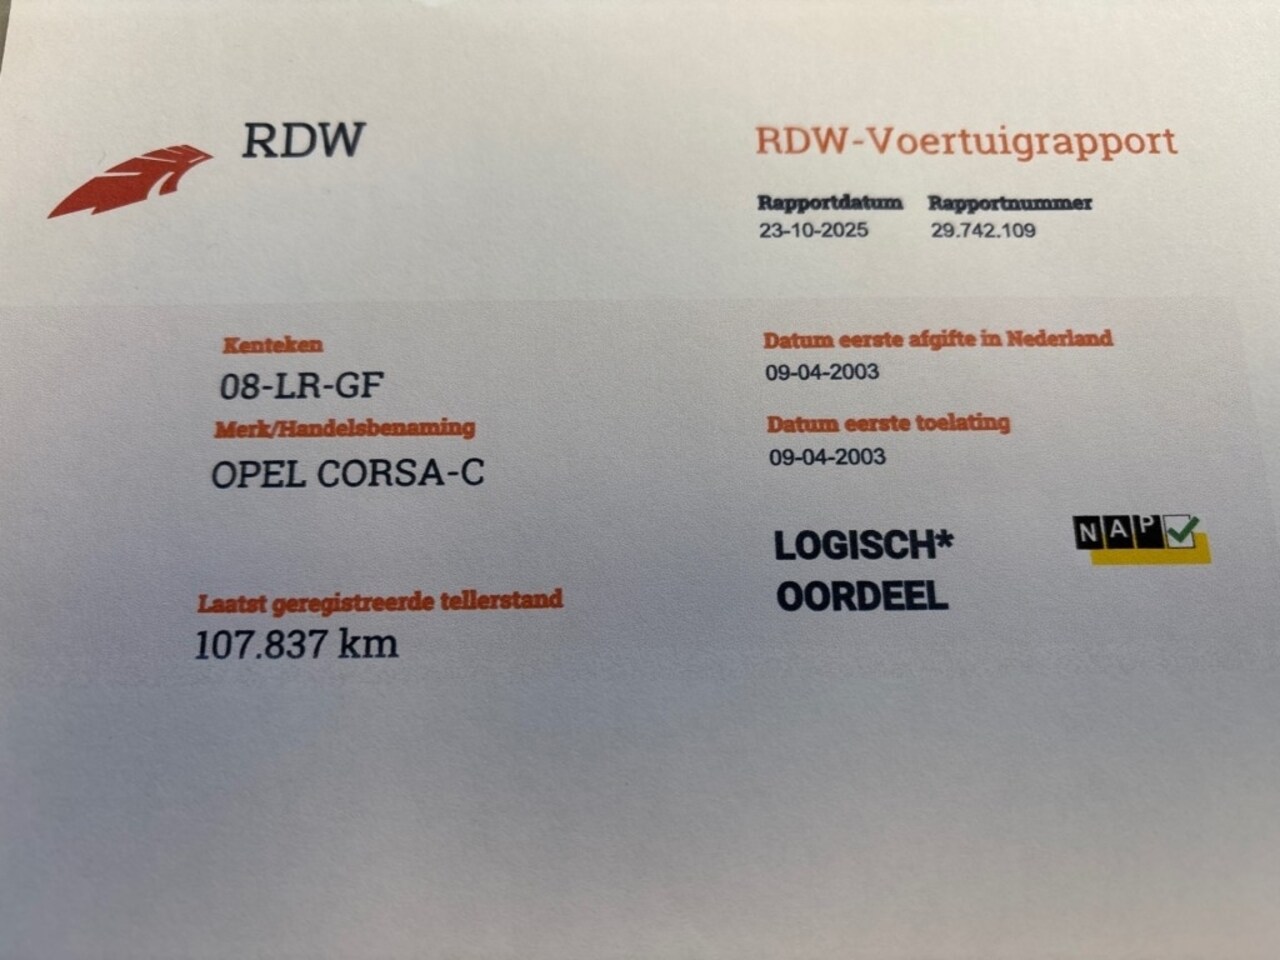 RDW
RDW-Voertuigrapport
Rapportdatum Rapportnummer
23-10-2025 29.742.109
Kenteken
08-LR-GF
Merk/Handelsbenaming
OPEL CORSA-C
Laatst geregistreerde tellerstand
107.837 km
Datum eerste afgifte in Nederland
09-04-2003
Datum eerste toelating
09-04-2003
LOGISCH*
OORDEEL
NAP